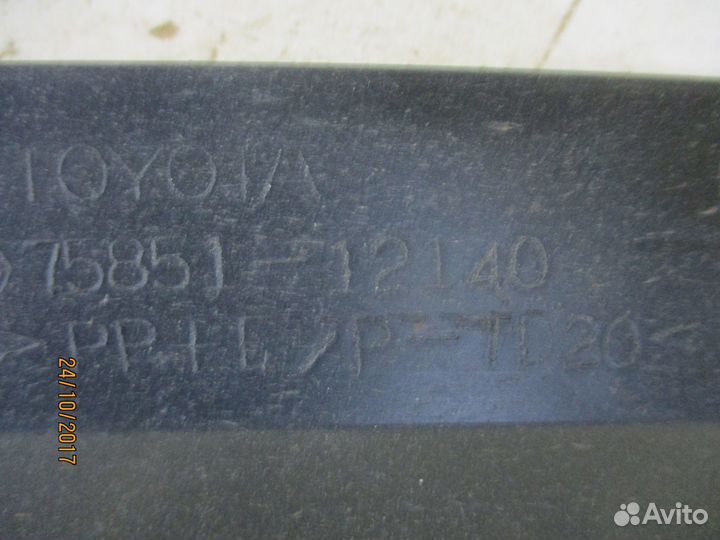 TOYOTA
75851-12140
>PP+E/P-TD20<
24/10/2017
Avito